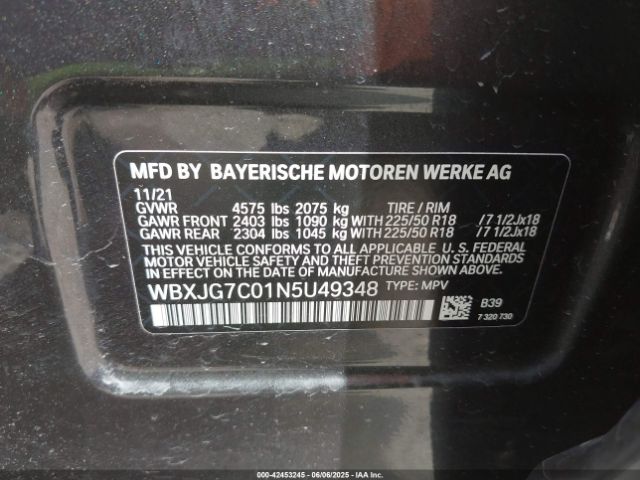 MFD BY BAYERISCHE MOTOREN WERKE AG
11/21
GVWR 4575 lbs 2075 kg TIRE / RIM
GAWR FRONT 2403 lbs 1090 kg WITH 225/50 R18 /7 1/2Jx18
GAWR REAR 2304 lbs 1045 kg WITH 225/50 R18 /7 1/2Jx18
THIS VEHICLE CONFORMS TO ALL APPLICABLE U. S. FEDERAL
MOTOR VEHICLE SAFETY AND THEFT PREVENTION
STANDARDS IN EFFECT ON THE DATE OF MANUFACTURE
SHOWN ABOVE.
WBXJG7C01N5U49348 TYPE: MPV
B39
7 320 730
000-42453245 - 06/06/2025 - IAAI.COM